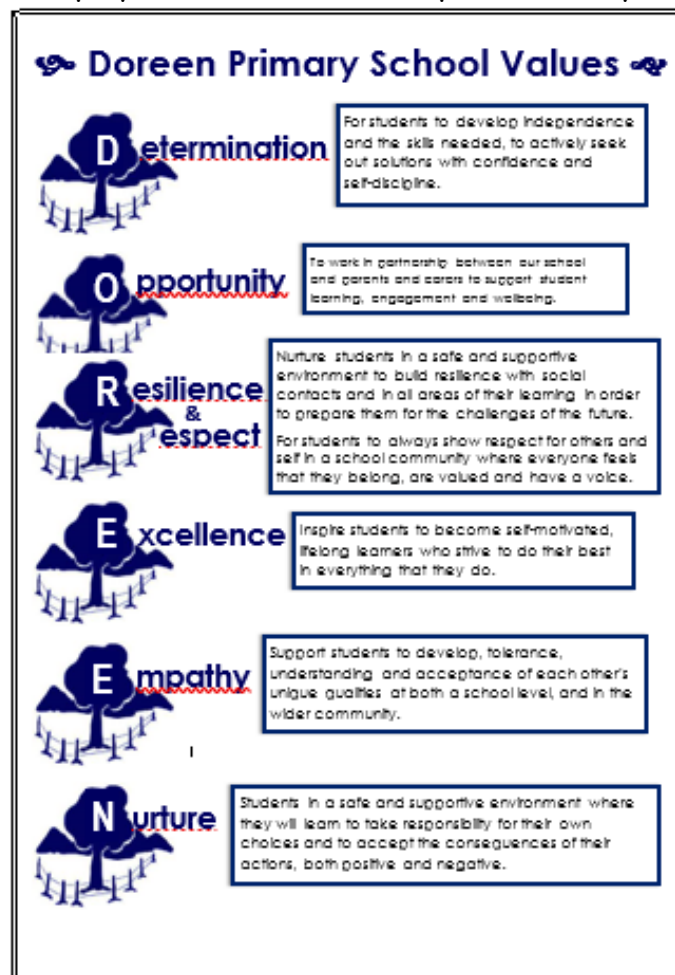 Doreen Primary School Values
Determination
For students to develop independence
and the skills needed, to actively seek
out solutions with confidence and
self-discipline.
Opportunity
To work in partnership between our school
and parents and carers to support student
learning, engagement and wellbeing.
Resilience
&
espect
Nurture students in a safe and supportive
environment to build resilience with social
contacts and in all areas of their learning in order
to prepare them for the challenges of the future.
For students to always show respect for others and
self in a school community where everyone feels
that they belong, are valued and have a voice.
Excellence
Inspire students to become self-motivated,
lifelong learners who strive to do their best
in everything that they do.
Empathy
Support students to develop, tolerance,
understanding and acceptance of each other's
unique qualities at both a school level, and in the
wider community.
Nurture
Students in a safe and supportive environment where
they will learn to take responsibility for their own
choices and to accept the consequences of their
actions, both positive and negative.